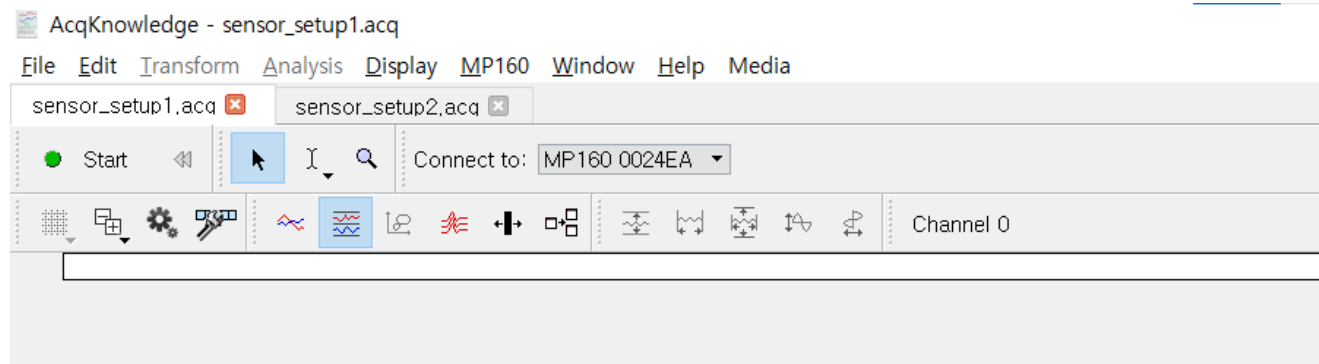 AcqKnowledge - sensor_setup1.acq
File Edit Transform Analysis Display MP160 Window Help Media
sensor_setup1.acq sensor_setup2.acq
Start Connect to: MP160 0024EA
Channel 0